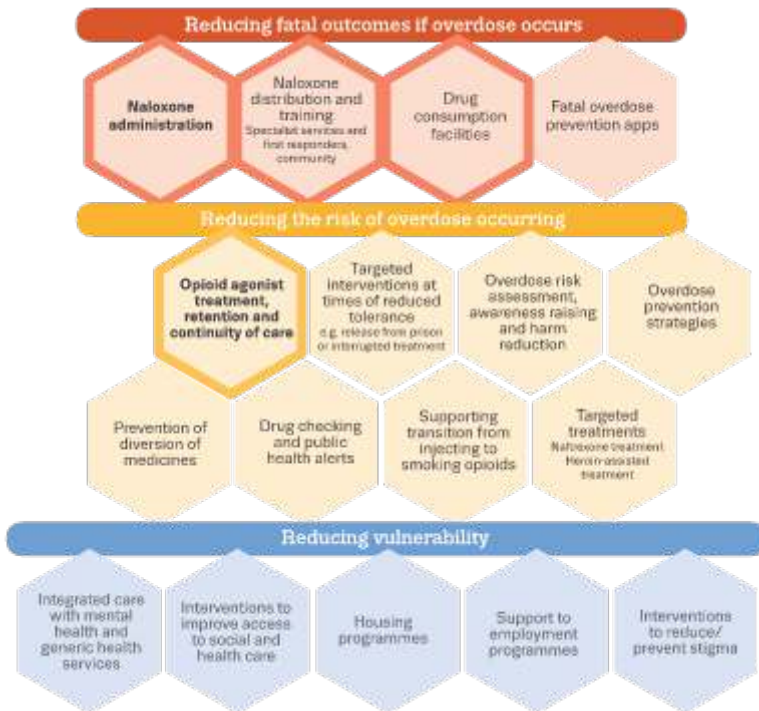 Reducing fatal outcomes if overdose occurs
Naloxone
administration
Naloxone
distribution and
training
Specialist services and
first responders,
community
Drug
consumption
facilities
Fatal overdose
prevention apps
Reducing the risk of overdose occurring
Opioid agonist
treatment,
retention and
continuity of care
Targeted
interventions at
times of reduced
tolerance
e.g. release from prison
or interrupted treatment
Overdose risk
assessment,
awareness raising
and harm
reduction
Overdose
prevention
strategies
Prevention of
diversion of
medicines
Drug checking
and public
health alerts
Supporting
transition from
injecting to
smoking opioids
Targeted
treatments
Naltrexone treatment
Heroin-assisted
treatment
Reducing vulnerability
Integrated care
with mental
health and
generic health
services
Interventions to
improve access
to social and
health care
Housing
programmes
Support to
employment
programmes
Interventions
to reduce/
prevent stigma